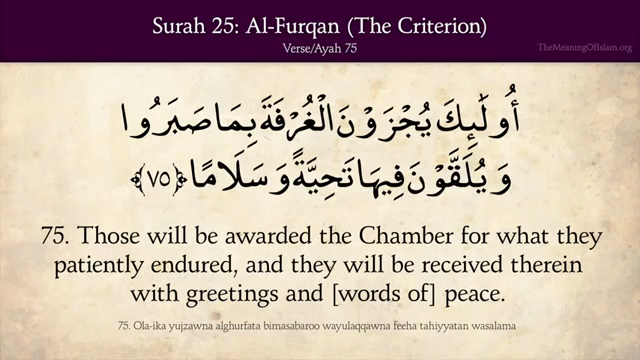 Surah 25: Al-Furqan (The Criterion)
Verse/Ayah 75
TheMeaningOfIslam.org
أُولَٰئِكَ يُجْزَوْنَ الْغُرْفَةَ بِمَا صَبَرُوا
وَيُلَقَّوْنَ فِيهَا تَحِيَّةً وَسَلَامًا ﴿٧٥﴾
75. Those will be awarded the Chamber for what they
patiently endured, and they will be received therein
with greetings and [words of] peace.
75. Ola-ika yujzawna alghurfata bimasabaroo wayulaqqawna feeha tahiyyatan wasalama